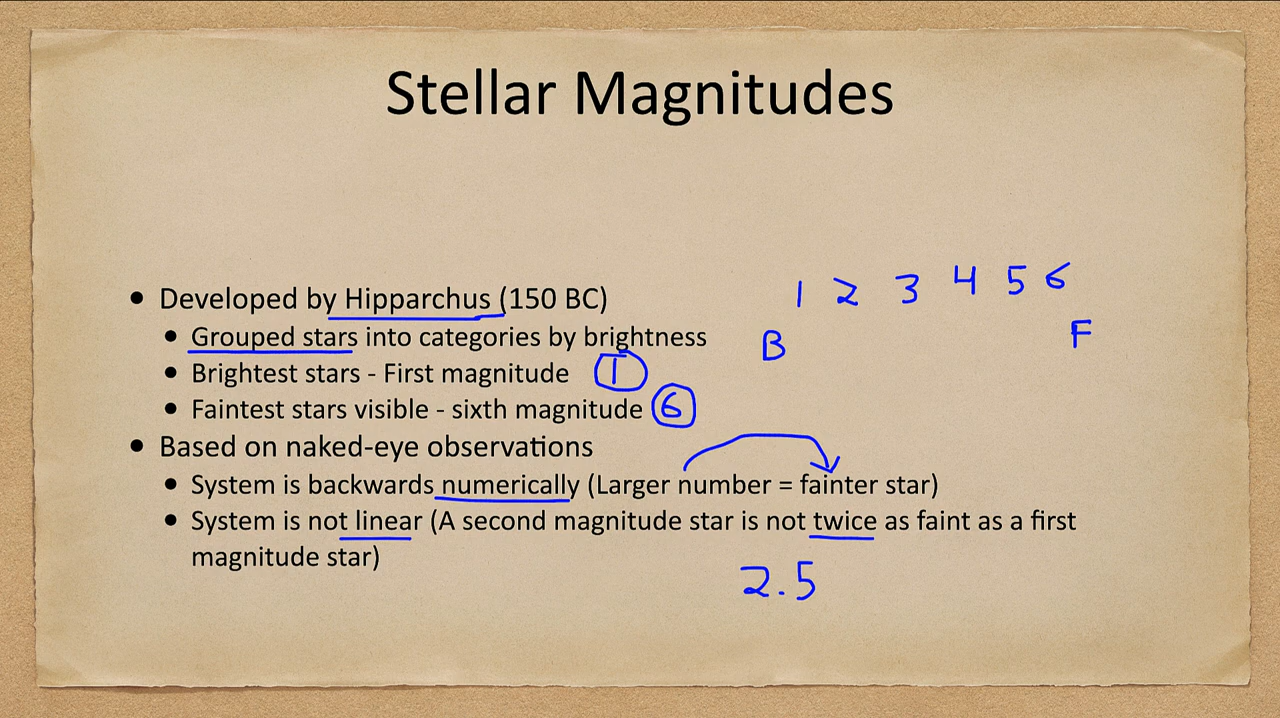 Stellar Magnitudes
• Developed by Hipparchus (150 BC)
1 2 3 4 5 6
• Grouped stars into categories by brightness
B F
• Brightest stars - First magnitude 1
• Faintest stars visible - sixth magnitude 6
• Based on naked-eye observations
• System is backwards numerically (Larger number = fainter star)
• System is not linear (A second magnitude star is not twice as faint as a first
magnitude star)
2.5